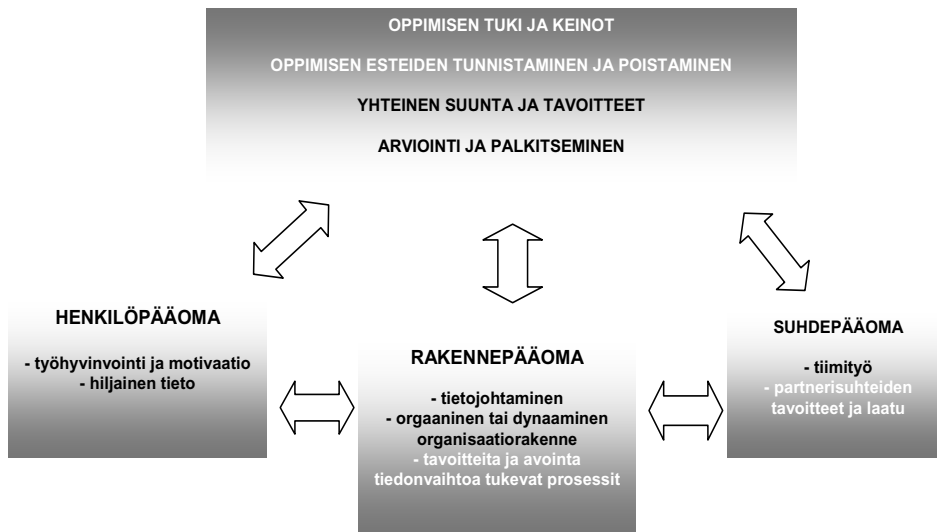 OPPIMISEN TUKI JA KEINOT
OPPIMISEN ESTEIDEN TUNNISTAMINEN JA POISTAMINEN
YHTEINEN SUUNTA JA TAVOITTEET
ARVIOINTI JA PALKITSEMINEN
HENKILÖPÄÄOMA
- työhyvinvointi ja motivaatio
- hiljainen tieto
RAKENNEPÄÄOMA
- tietojohtaminen
- orgaaninen tai dynaaminen
organisaatiorakenne
- tavoitteita ja avointa
tiedonvaihtoa tukevat prosessit
SUHDEPÄÄOMA
- tiimityö
- partnerisuhteiden
tavoitteet ja laatu